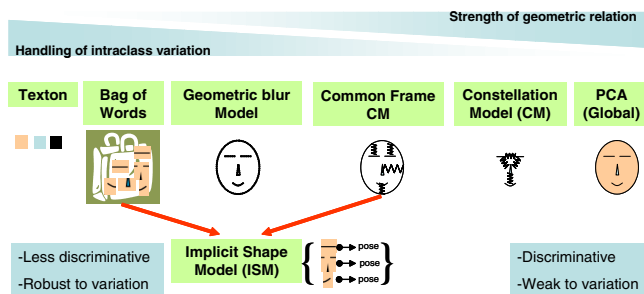 Strength of geometric relation
Handling of intraclass variation
Texton
Bag of
Words
Geometric blur
Model
Common Frame
CM
Constellation
Model (CM)
PCA
(Global)
-Less discriminative
-Robust to variation
Implicit Shape
Model (ISM)
pose
pose
pose
-Discriminative
-Weak to variation